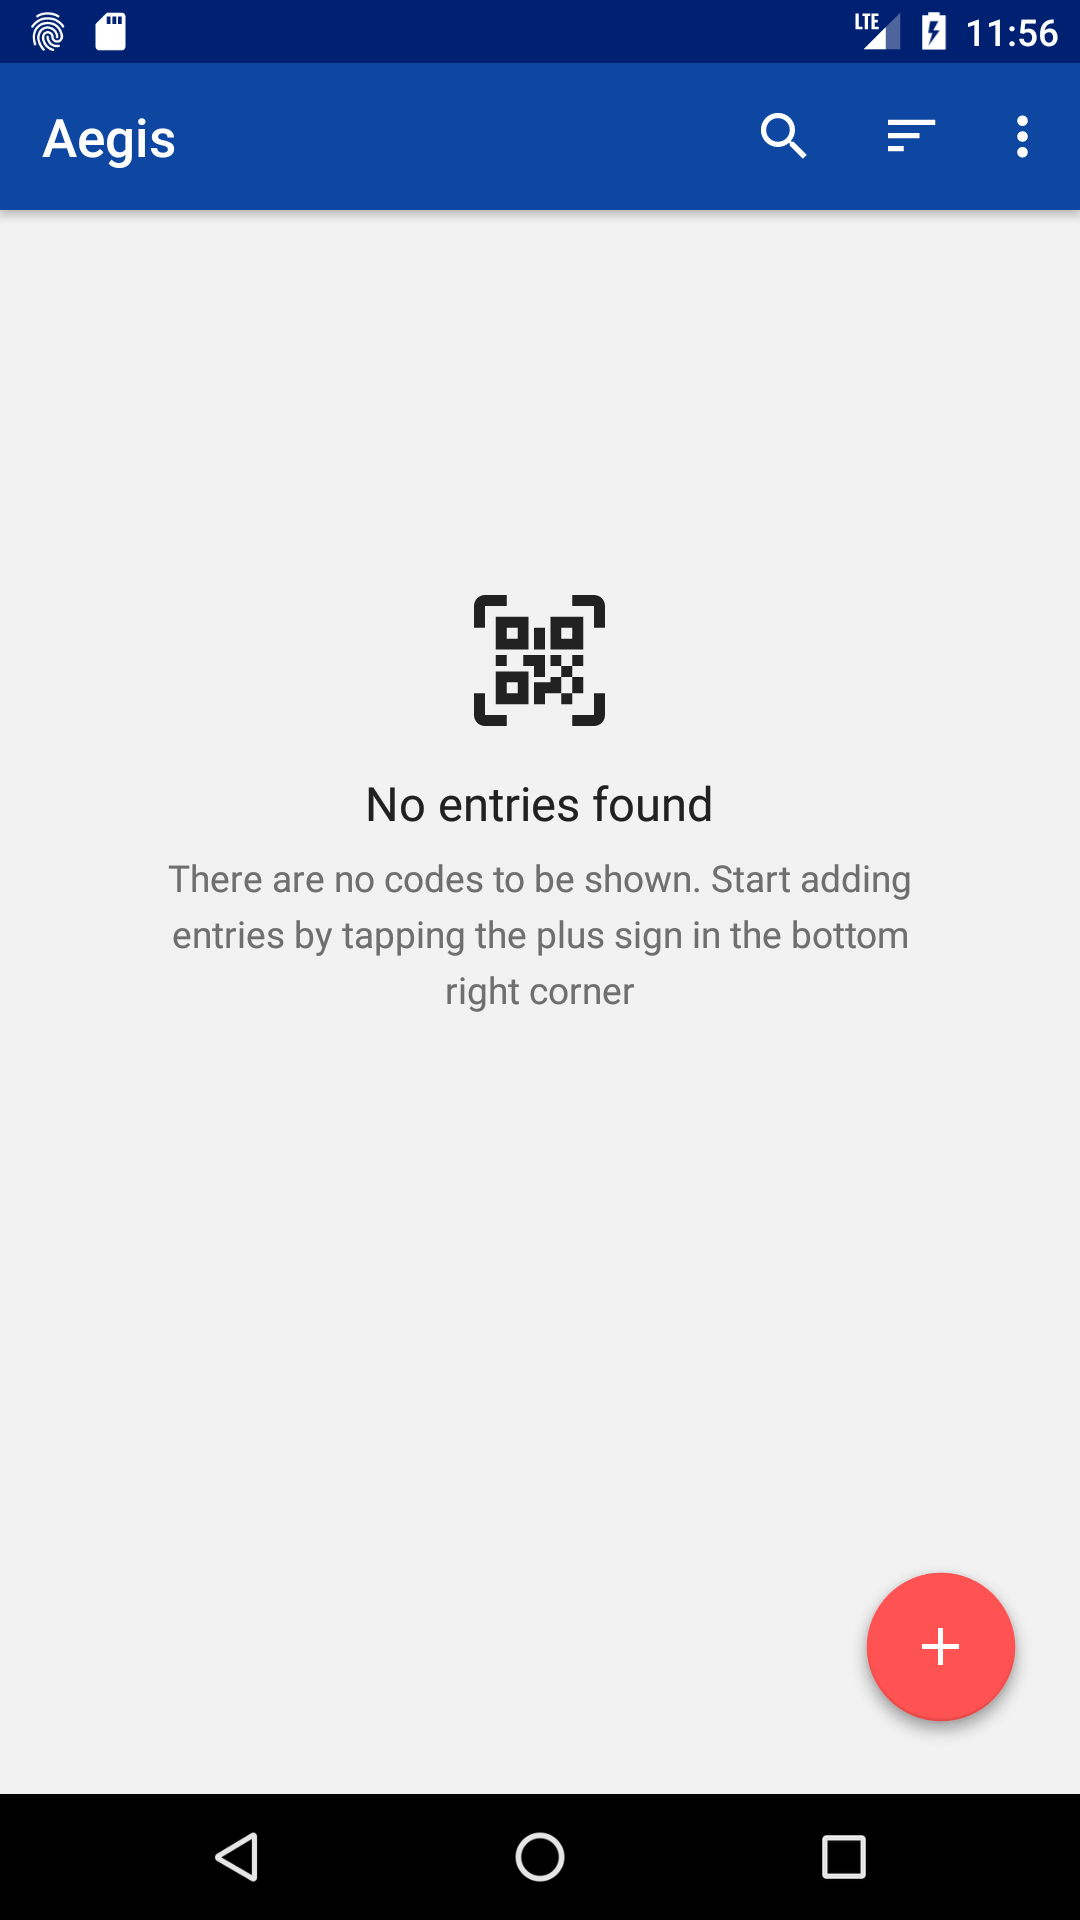 LTE 11:56
Aegis
No entries found
There are no codes to be shown. Start adding
entries by tapping the plus sign in the bottom
right corner